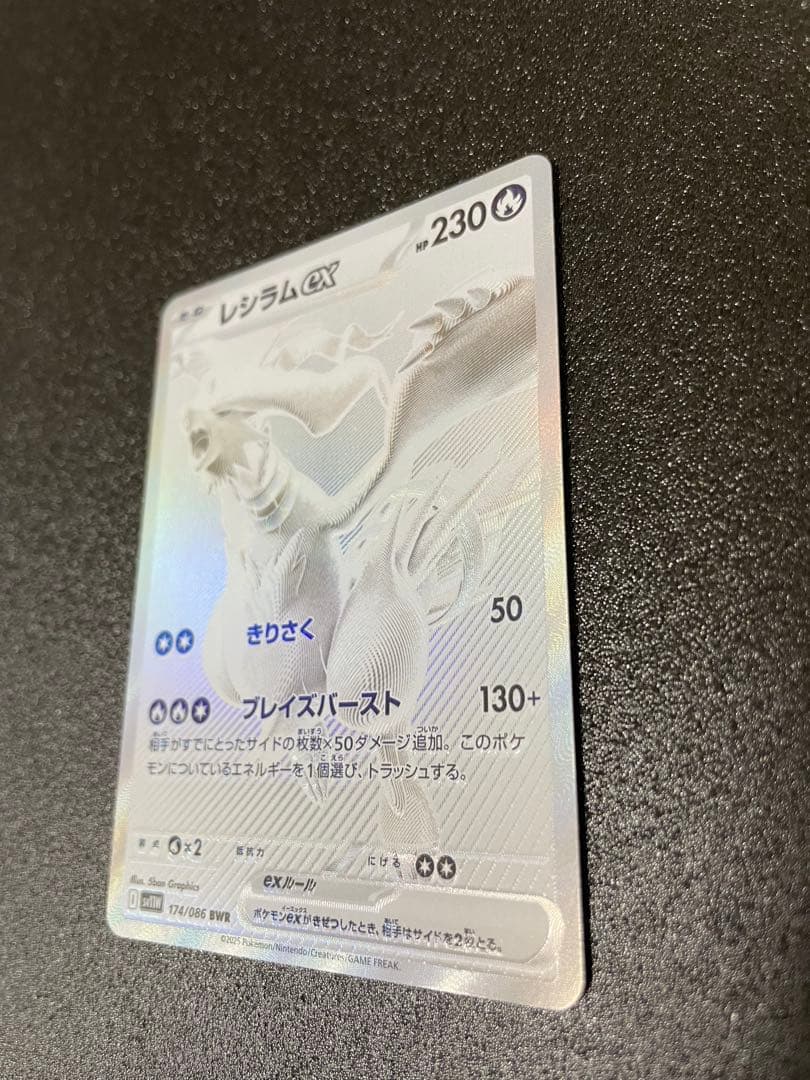 たね
レシラムex HP 230
きりさく 50
ブレイズバースト 130+
相手がすでにとったサイドの枚数×50ダメージ追加。このポケ
モンについているエネルギーを1個選び、トラッシュする。
弱点 ×2 抵抗力 にげる
Illus. 5ban Graphics
exルール
I SV11W 174/086 BWR
ポケモンexがきぜつしたとき、相手はサイドを2枚とる。
©2025 Pokémon/Nintendo/Creatures/GAME FREAK.